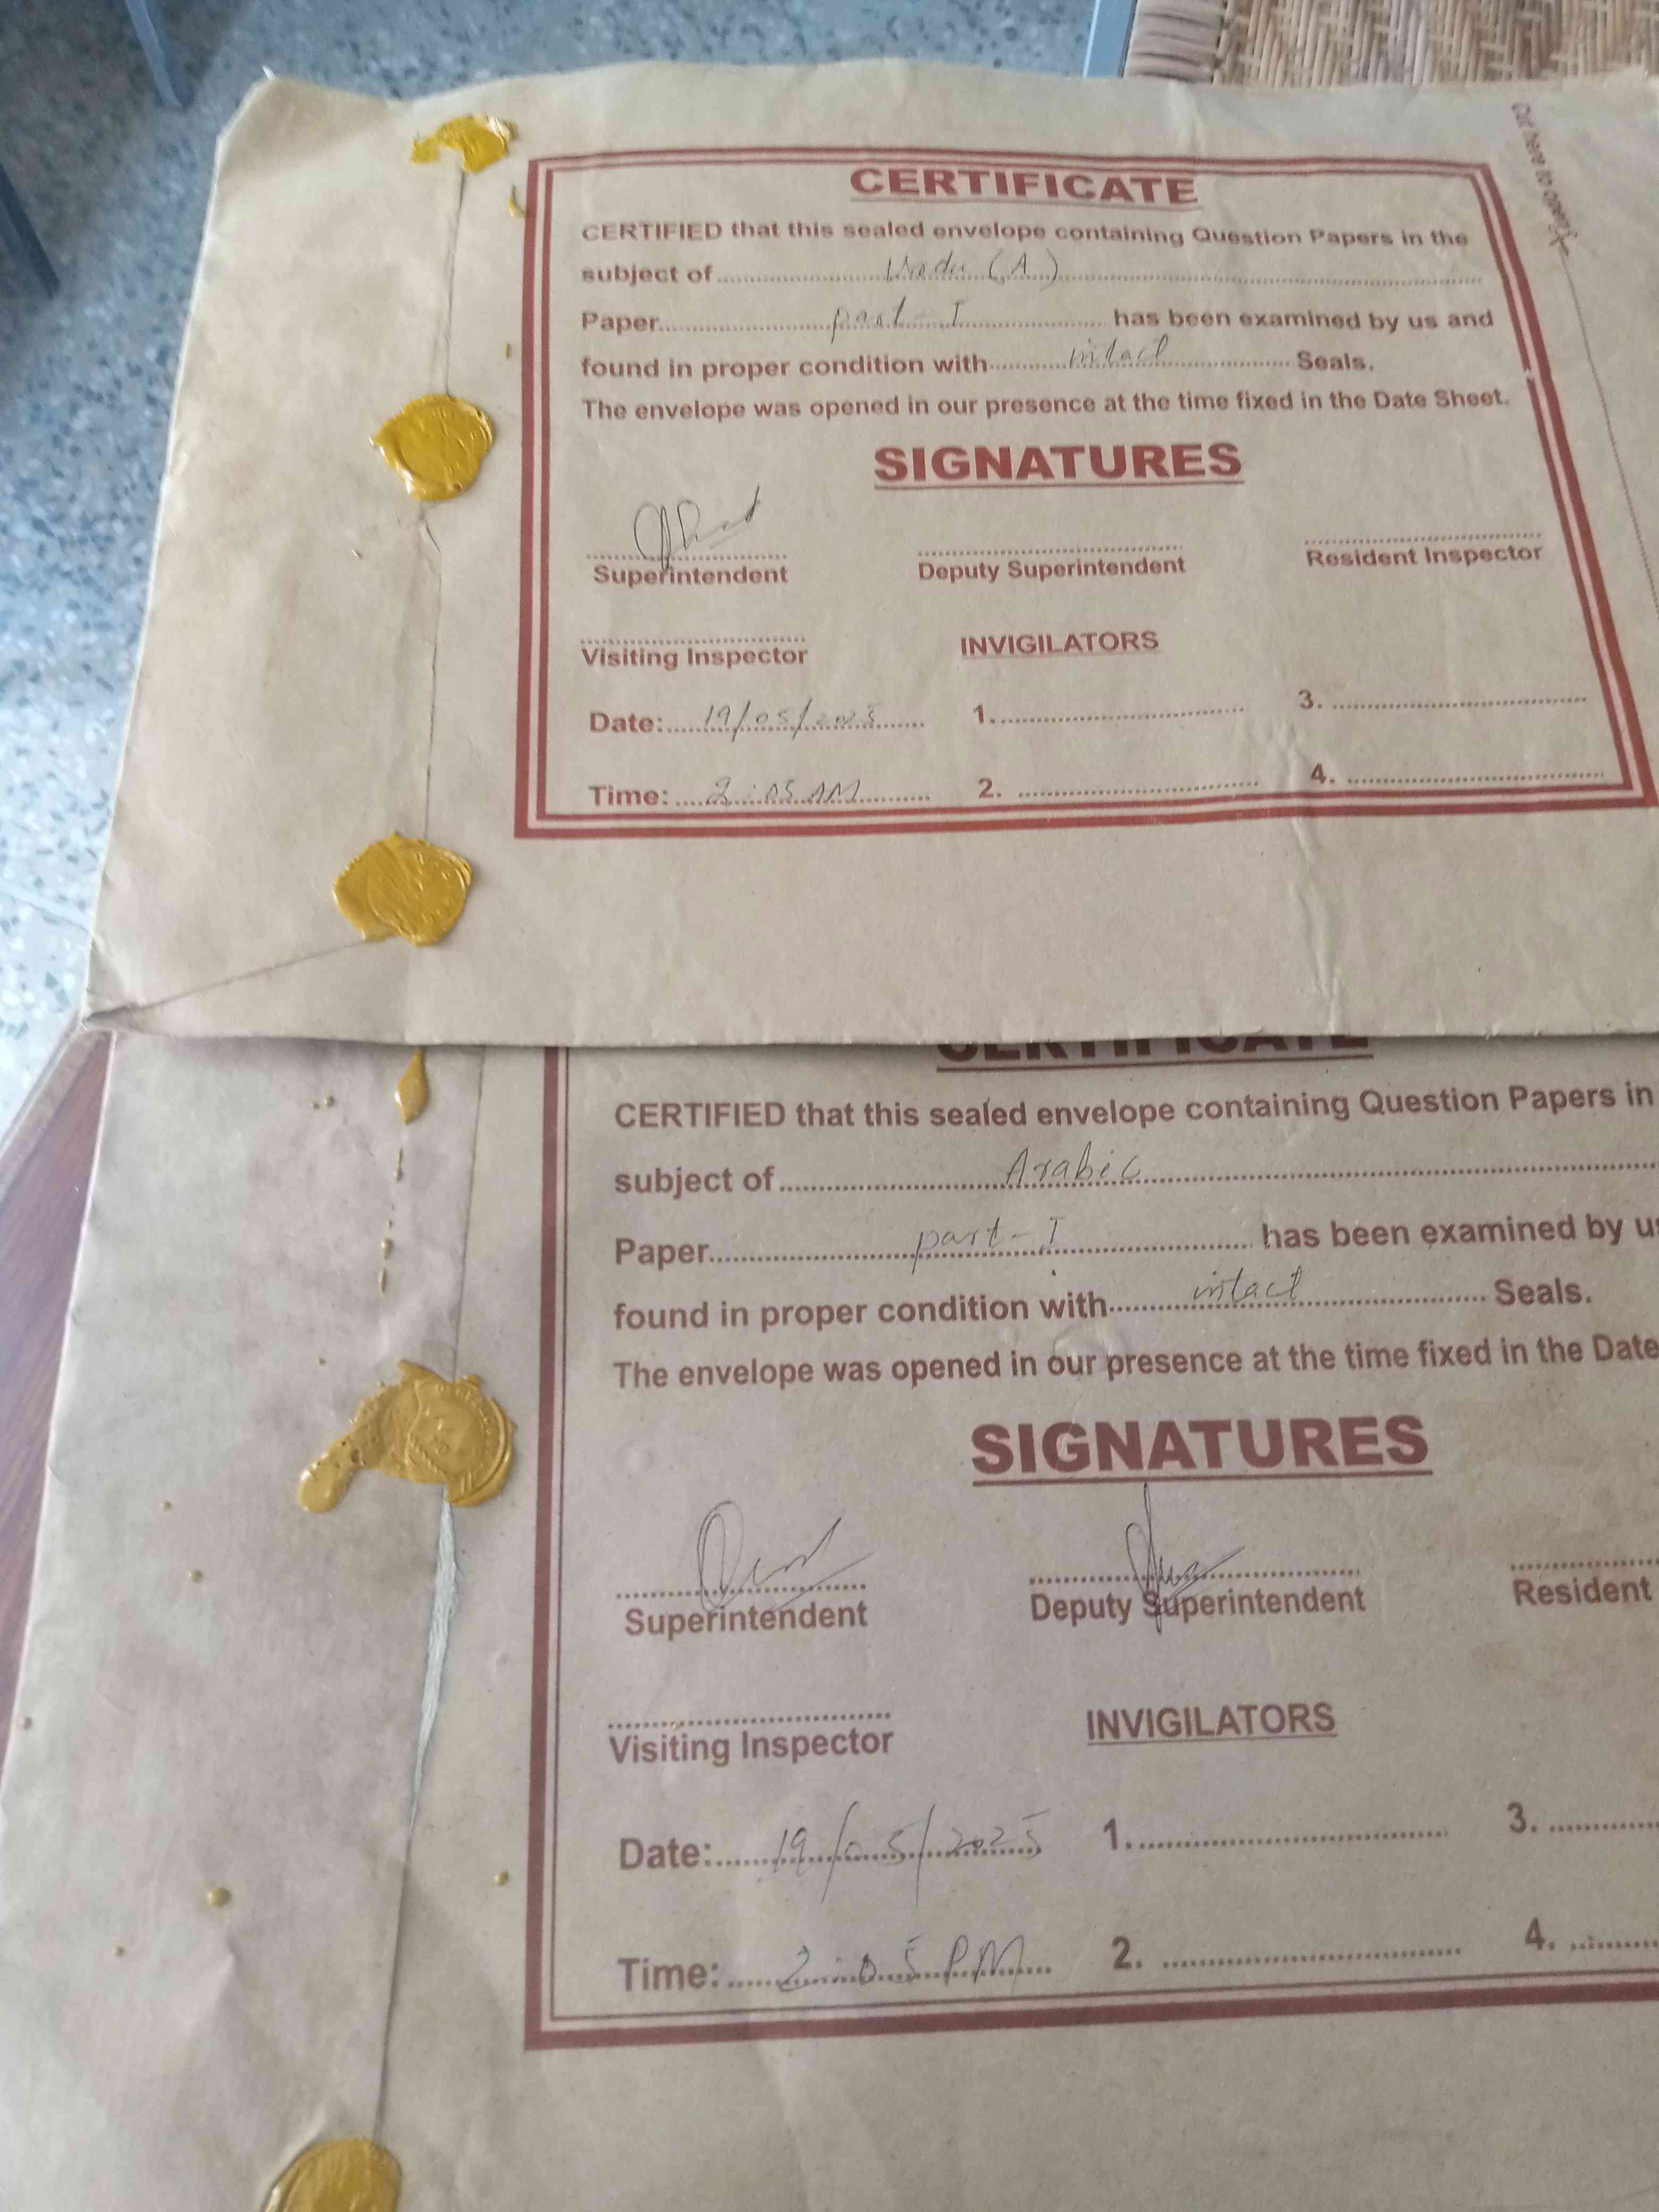 Cut here to open
CERTIFICATE
CERTIFIED that this sealed envelope containing Question Papers in the
subject of Urdu (A)
Paper part-I has been examined by us and
found in proper condition with intact Seals.
The envelope was opened in our presence at the time fixed in the Date Sheet.
SIGNATURES
Superintendent Deputy Superintendent Resident Inspector
Visiting Inspector INVIGILATORS
Date: 19/05/2025 1. 3.
Time: 2:05 AM 2. 4.
CERTIFICATE
CERTIFIED that this sealed envelope containing Question Papers in
subject of Arabic
Paper part-I has been examined by us
found in proper condition with intact Seals.
The envelope was opened in our presence at the time fixed in the Date
SIGNATURES
Superintendent Deputy Superintendent Resident
Visiting Inspector INVIGILATORS
Date: 19/05/2025 1. 3.
Time: 2:05 PM 2. 4.